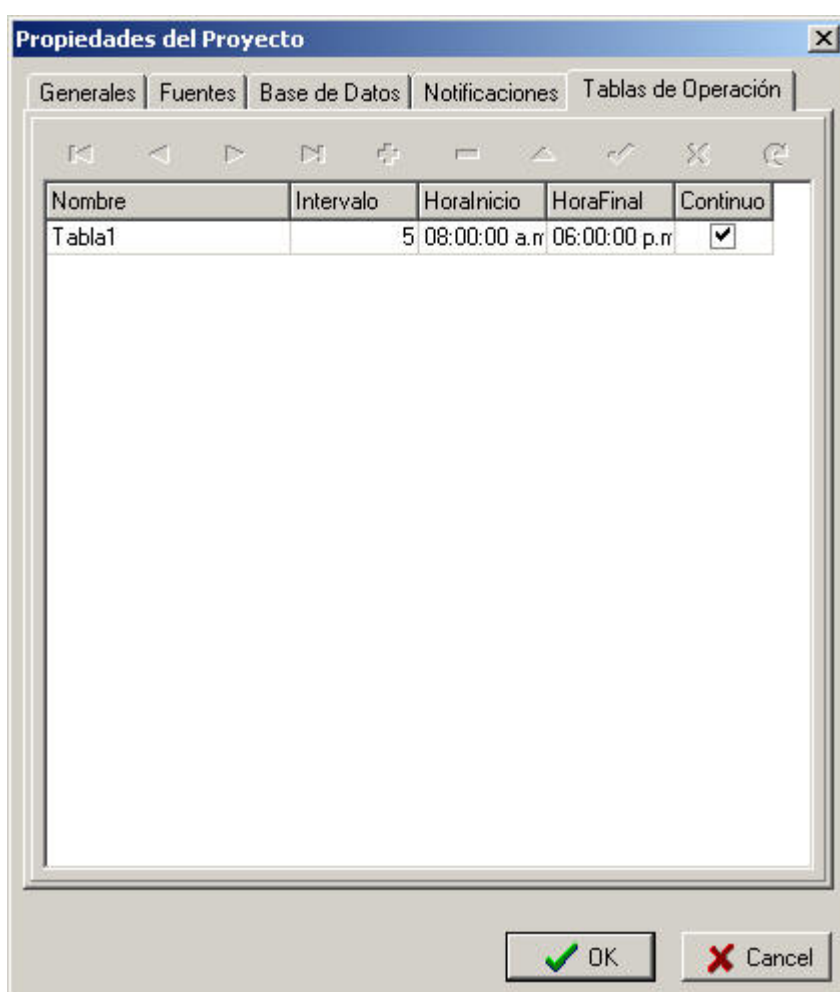 Propiedades del Proyecto
Generales Fuentes Base de Datos Notificaciones Tablas de Operación
Nombre Intervalo HoraInicio HoraFinal Continuo
Tabla1 5 08:00:00 a.m 06:00:00 p.m
OK Cancel